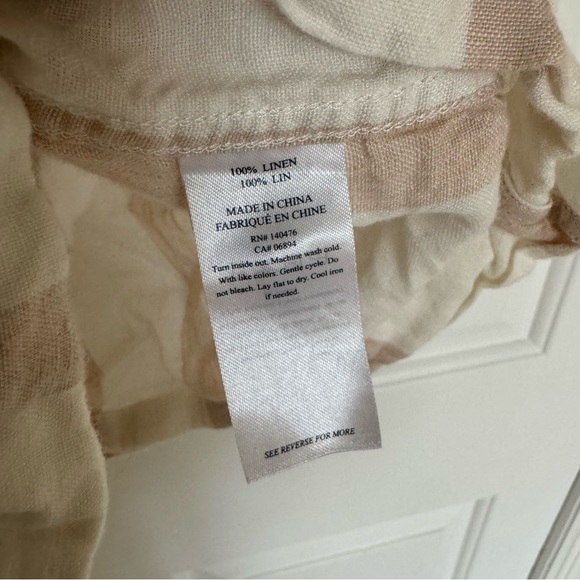 100% LINEN
100% LIN
MADE IN CHINA
FABRIQUÉ EN CHINE
RN# 140476
CA# 06894
Turn inside out. Machine wash cold.
With like colors. Gentle cycle. Do
not bleach. Lay flat to dry. Cool iron
if needed.
SEE REVERSE FOR MORE